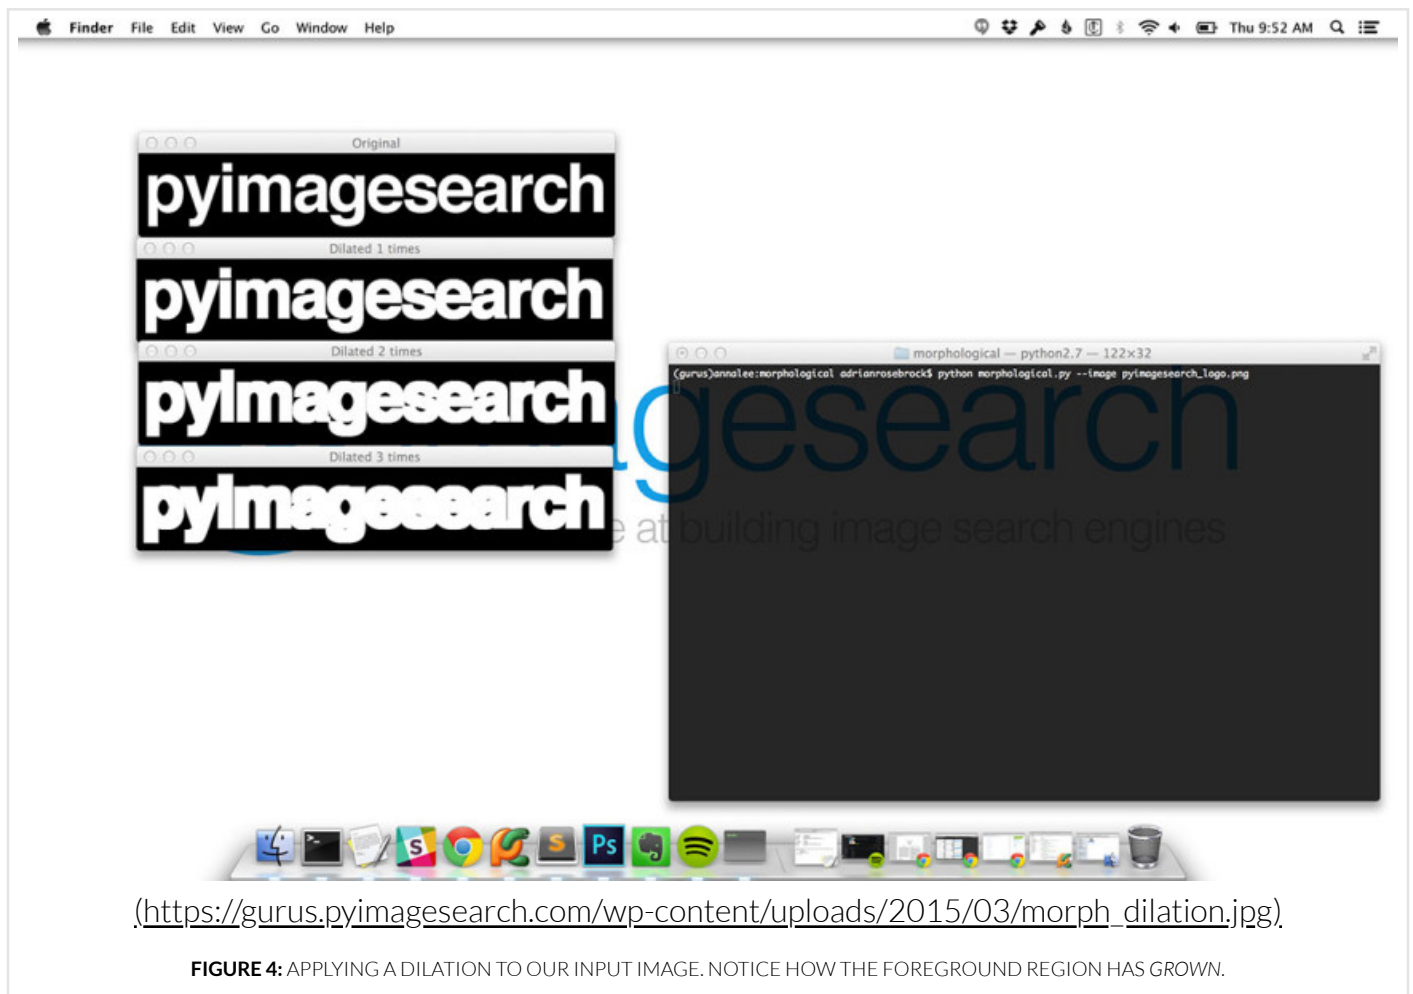 Finder File Edit View Go Window Help Thu 9:52 AM
Original
pyimagesearch
Dilated 1 times
pyimagesearch
Dilated 2 times
pyimagesearch
Dilated 3 times
pyimagesearch
morphological — python2.7 — 122×32
(gurus)annalee:morphological adrianrosebrock$ python morphological.py --image pyimagesearch_logo.png
agesearch
e at building image search engines
S
S
Ps
(https://gurus.pyimagesearch.com/wp-content/uploads/2015/03/morph_dilation.jpg)
FIGURE 4: APPLYING A DILATION TO OUR INPUT IMAGE. NOTICE HOW THE FOREGROUND REGION HAS GROWN.